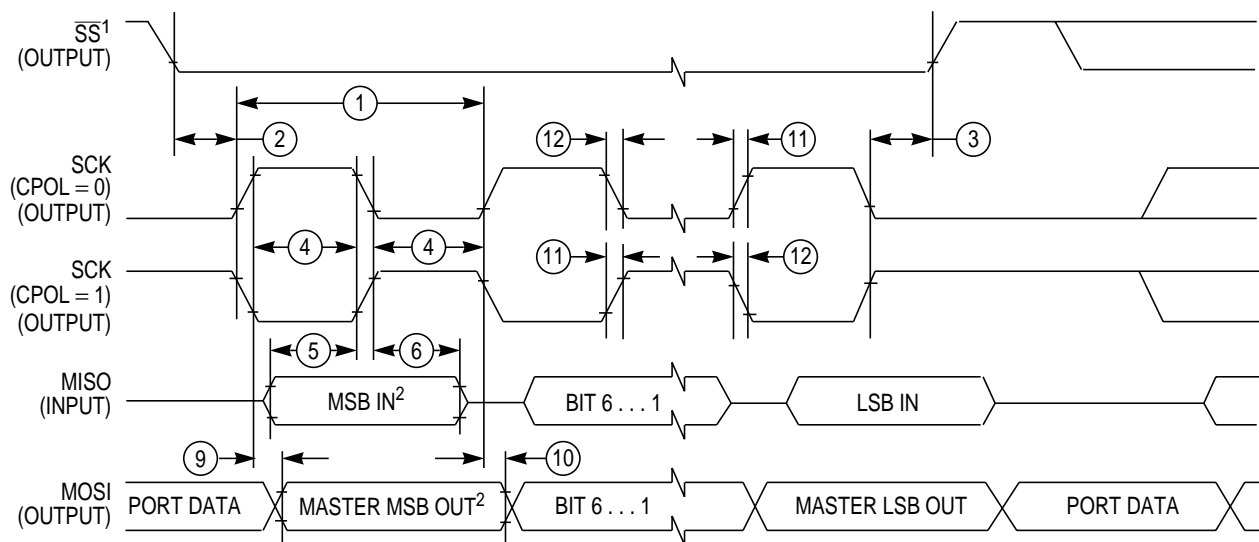 SS¹
(OUTPUT)
1
2
12
11
3
SCK
(CPOL = 0)
(OUTPUT)
4
4
SCK
(CPOL = 1)
(OUTPUT)
11
12
5
6
MISO
(INPUT)
MSB IN²
BIT 6 . . . 1
LSB IN
9
10
MOSI
(OUTPUT)
PORT DATA
MASTER MSB OUT²
BIT 6 . . . 1
MASTER LSB OUT
PORT DATA